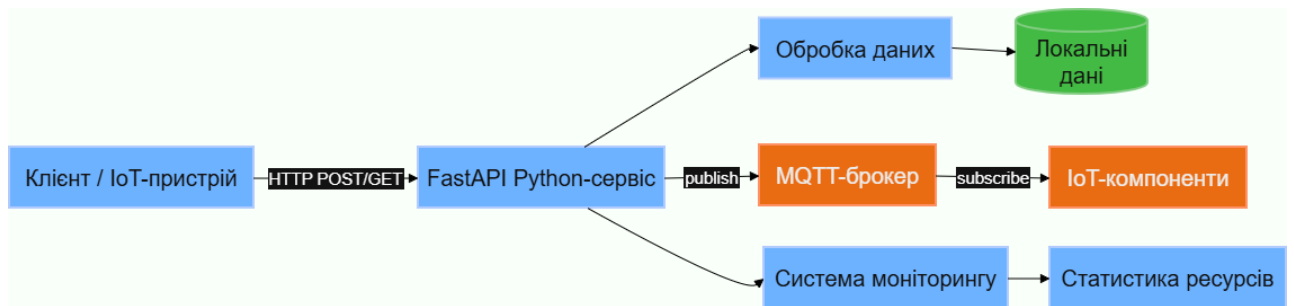 Обробка даних
Локальні
дані
Клієнт / IoT-пристрій
HTTP POST/GET
FastAPI Python-сервіс
publish
MQTT-брокер
subscribe
IoT-компоненти
Система моніторингу
Статистика ресурсів